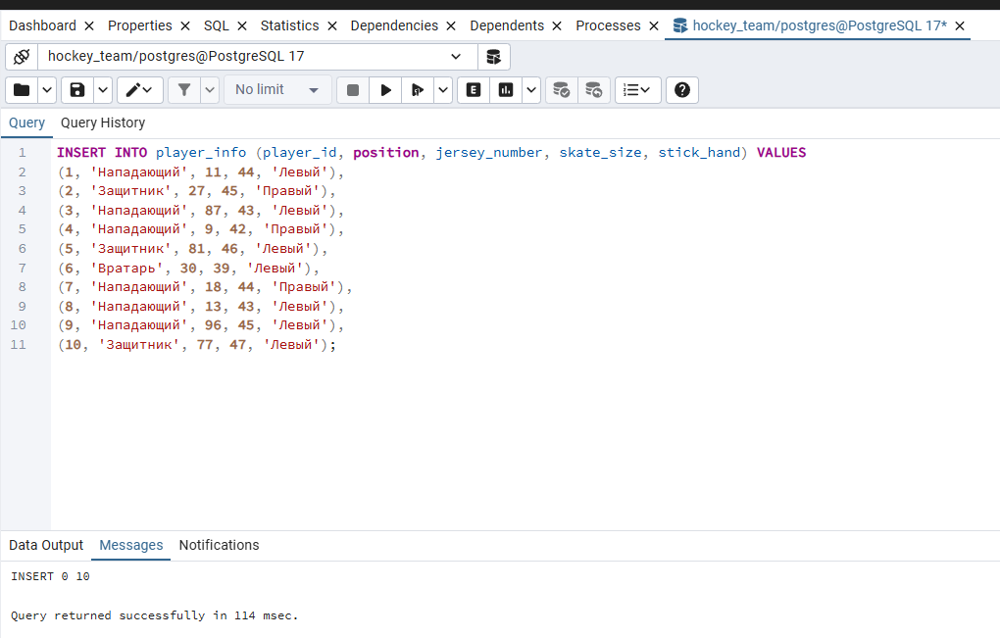 Dashboard Properties SQL Statistics Dependencies Dependents Processes hockey_team/postgres@PostgreSQL 17*
hockey_team/postgres@PostgreSQL 17
No limit E
Query Query History
1 INSERT INTO player_info (player_id, position, jersey_number, skate_size, stick_hand) VALUES
2 (1, 'Нападающий', 11, 44, 'Левый'),
3 (2, 'Защитник', 27, 45, 'Правый'),
4 (3, 'Нападающий', 87, 43, 'Левый'),
5 (4, 'Нападающий', 9, 42, 'Правый'),
6 (5, 'Защитник', 81, 46, 'Левый'),
7 (6, 'Вратарь', 30, 39, 'Левый'),
8 (7, 'Нападающий', 18, 44, 'Правый'),
9 (8, 'Нападающий', 13, 43, 'Левый'),
10 (9, 'Нападающий', 96, 45, 'Левый'),
11 (10, 'Защитник', 77, 47, 'Левый');
Data Output Messages Notifications
INSERT 0 10
Query returned successfully in 114 msec.